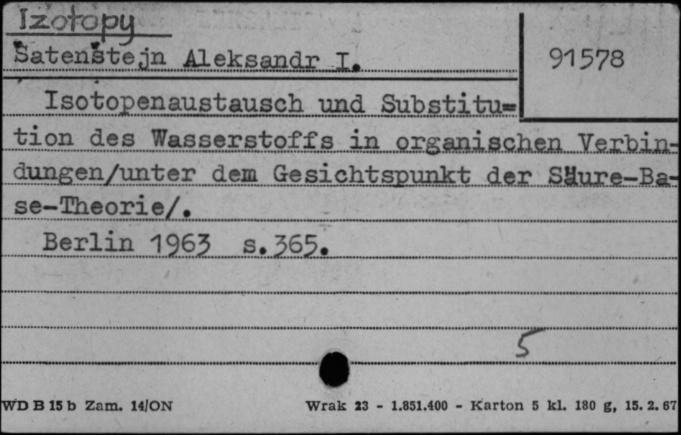 Izotopy
Šatenštejn Aleksandr I.
91578
Isotopenaustausch und Substitu=
tion des Wasserstoffs in organischen Verbin-
dungen/unter dem Gesichtspunkt der Säure-Ba-
se-Theorie/.
Berlin 1963 s.365.
5
WD B 15 b Zam. 14/ON Wrak 23 - 1.851.400 - Karton 5 kl. 180 g, 15.2.67